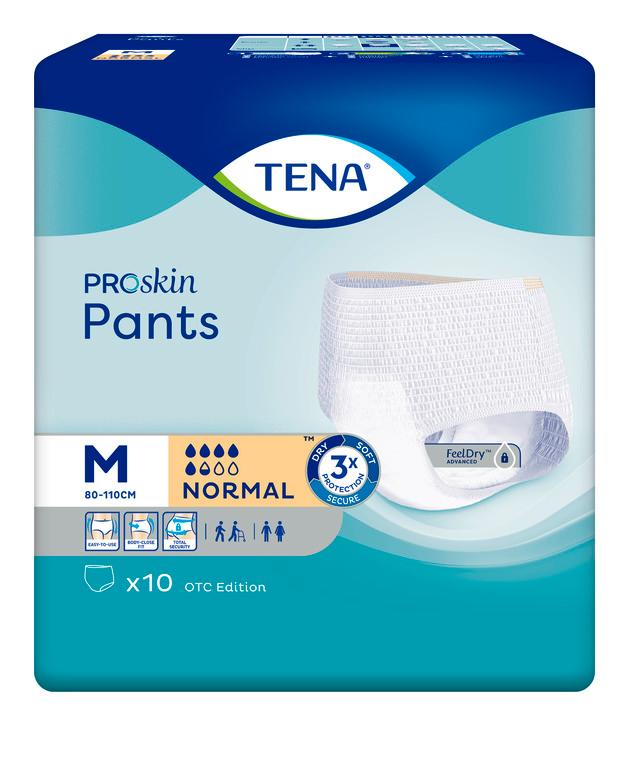 M
TENA®
PROskin
Pants
M
80-110CM
NORMAL
™
DRY
SOFT
3x
PROTECTION
SECURE
FeelDry™
ADVANCED
EASY-TO-USE
BODY-CLOSE
FIT
TOTAL
SECURITY
x10 OTC Edition